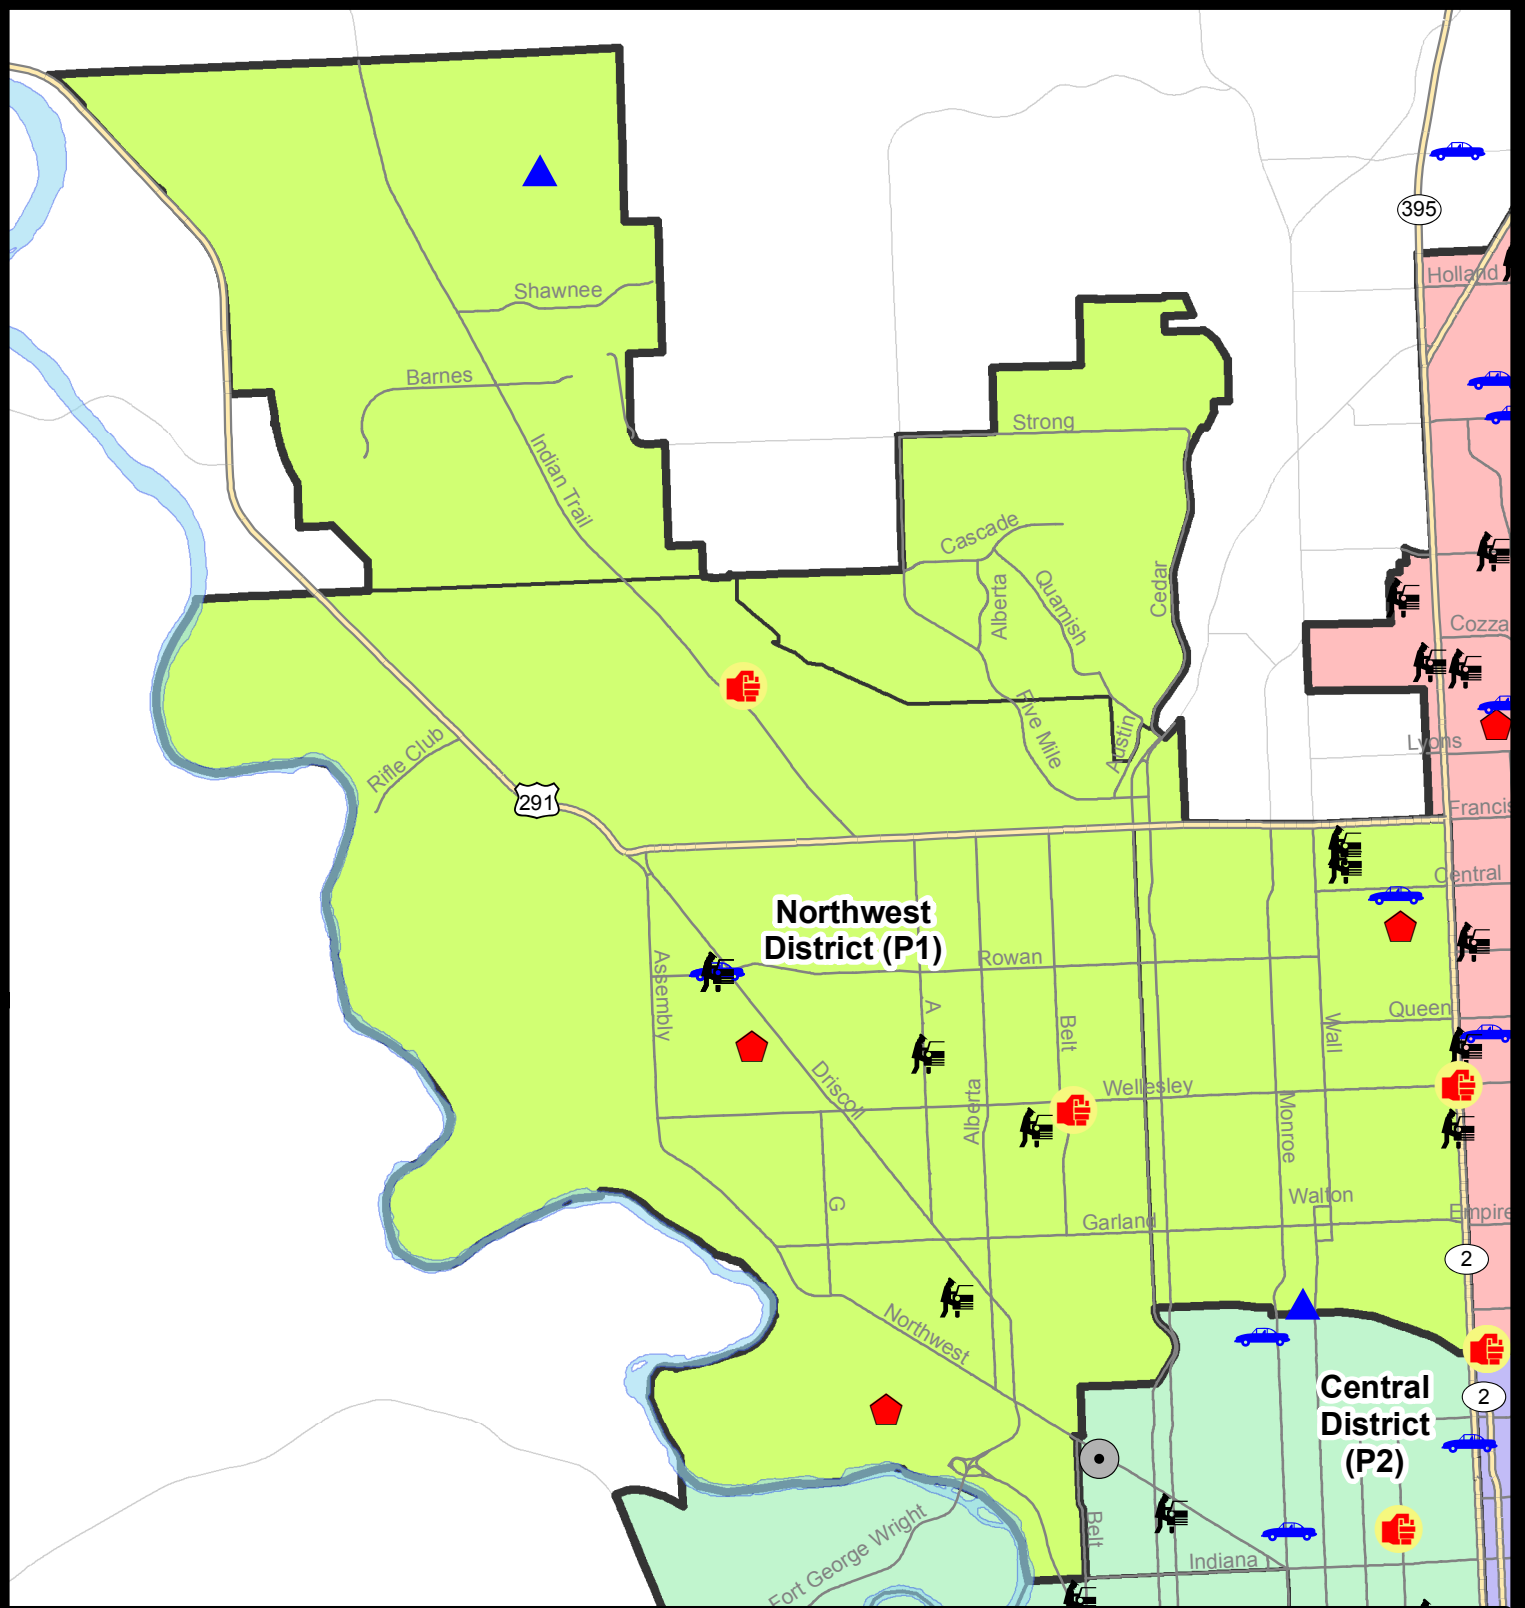 395
Holland
Shawnee
Barnes
Strong
Indian Trail
Cascade
Alberta
Quamish
Cedar
Cozza
Five Mile
Austin
Lyons
Rifle Club
291
Francis
Central
Northwest
District (P1)
Rowan
Assembly
A
Belt
Queen
Wall
Driscoll
Alberta
Wellesley
Monroe
G
Walton
Garland
Empire
2
Northwest
Central
District
(P2)
2
Fort George Wright
Belt
Indiana